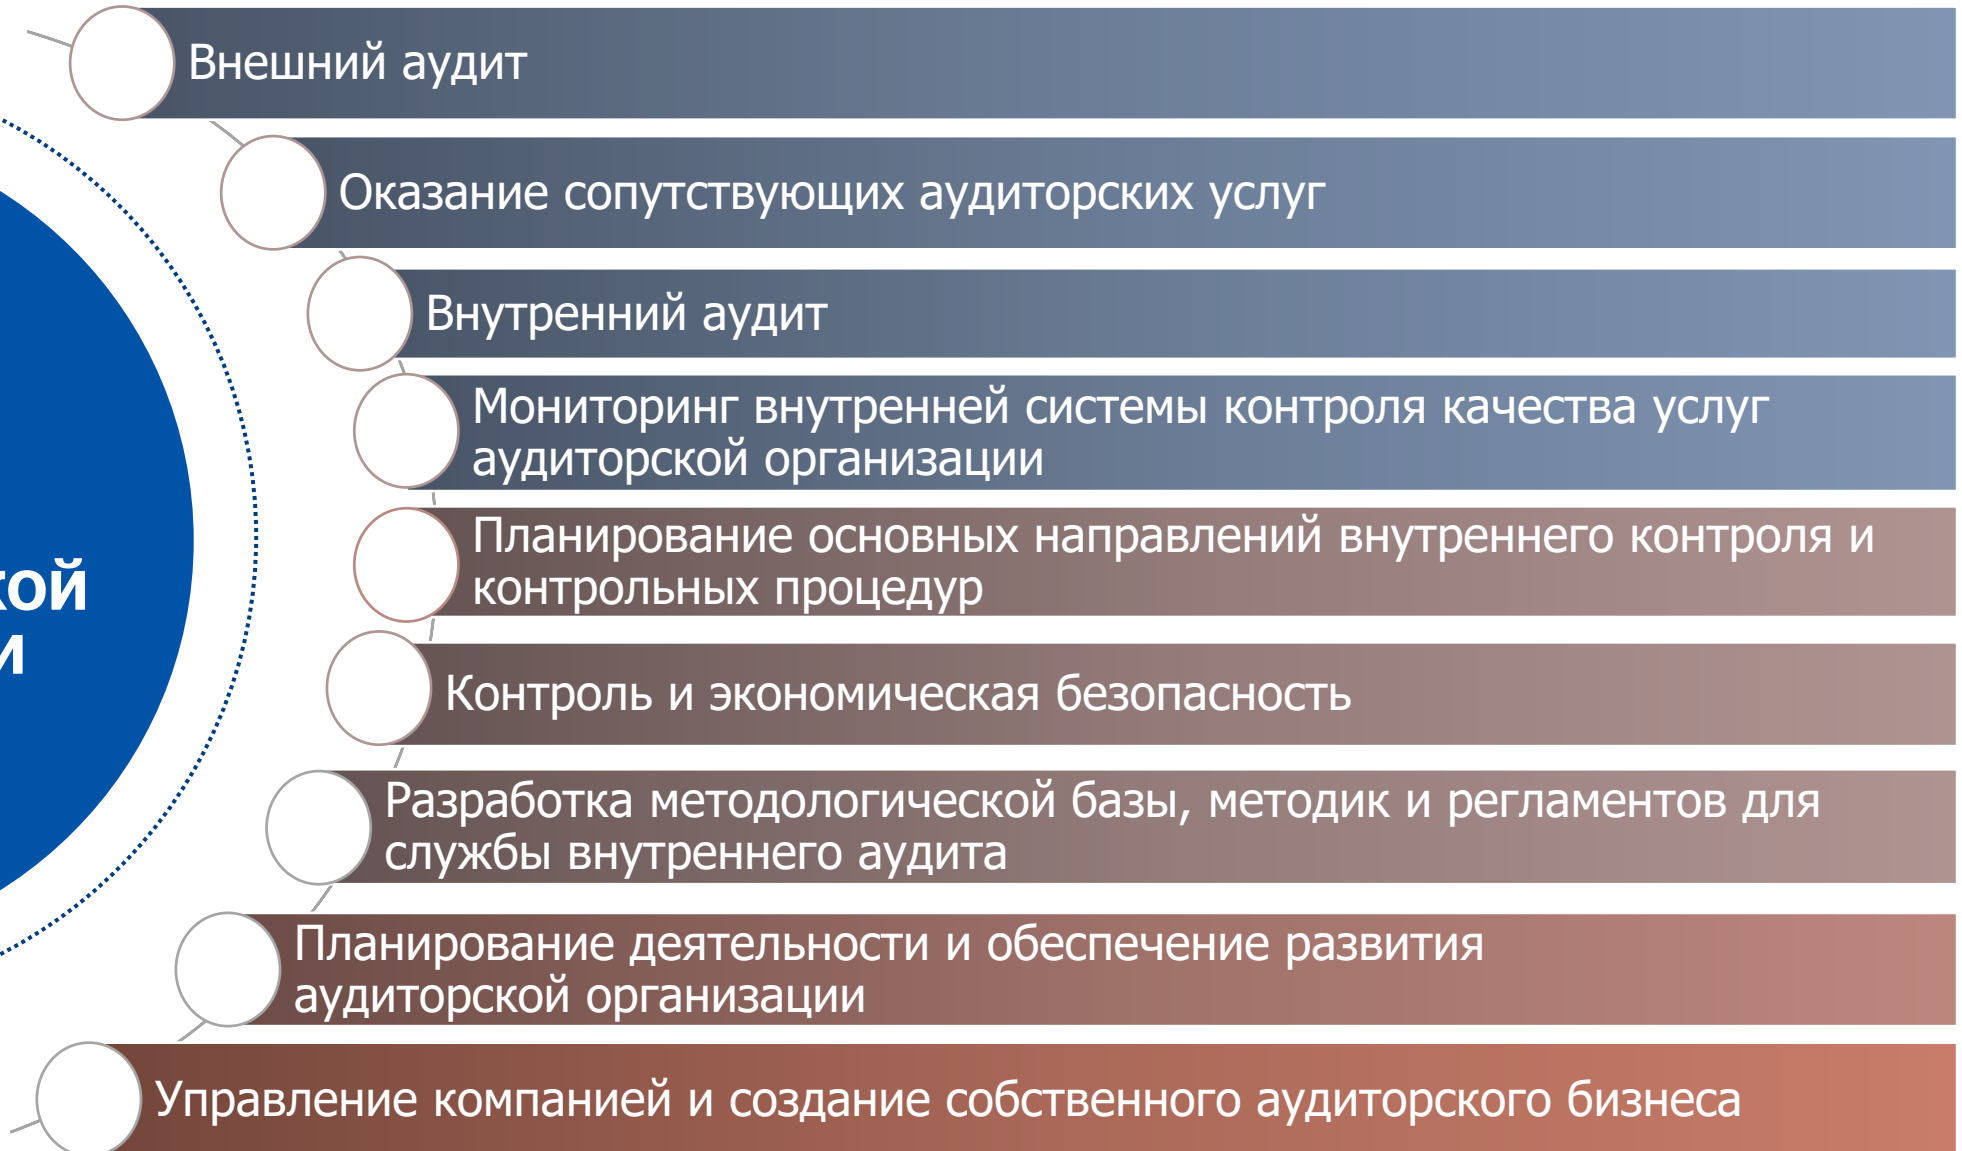 Внешний аудит
Оказание сопутствующих аудиторских услуг
Внутренний аудит
Мониторинг внутренней системы контроля качества услуг
аудиторской организации
Планирование основных направлений внутреннего контроля и
контрольных процедур
Контроль и экономическая безопасность
Разработка методологической базы, методик и регламентов для
службы внутреннего аудита
Планирование деятельности и обеспечение развития
аудиторской организации
Управление компанией и создание собственного аудиторского бизнеса